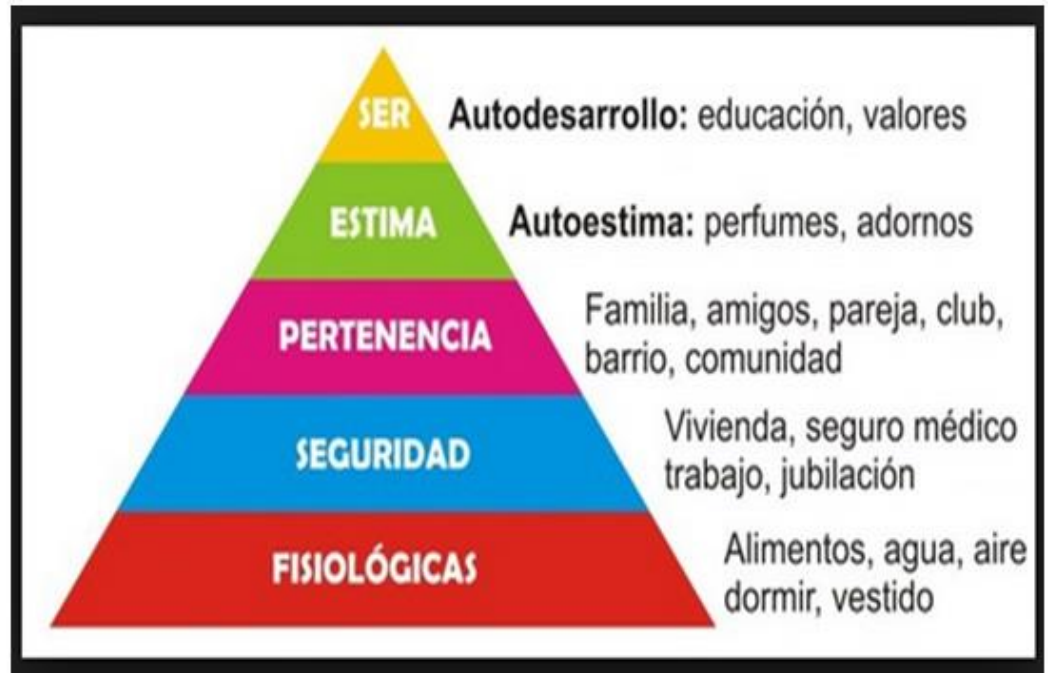 SER
Autodesarrollo: educación, valores
ESTIMA
Autoestima: perfumes, adornos
PERTENENCIA
Familia, amigos, pareja, club,
barrio, comunidad
SEGURIDAD
Vivienda, seguro médico
trabajo, jubilación
FISIOLÓGICAS
Alimentos, agua, aire
dormir, vestido